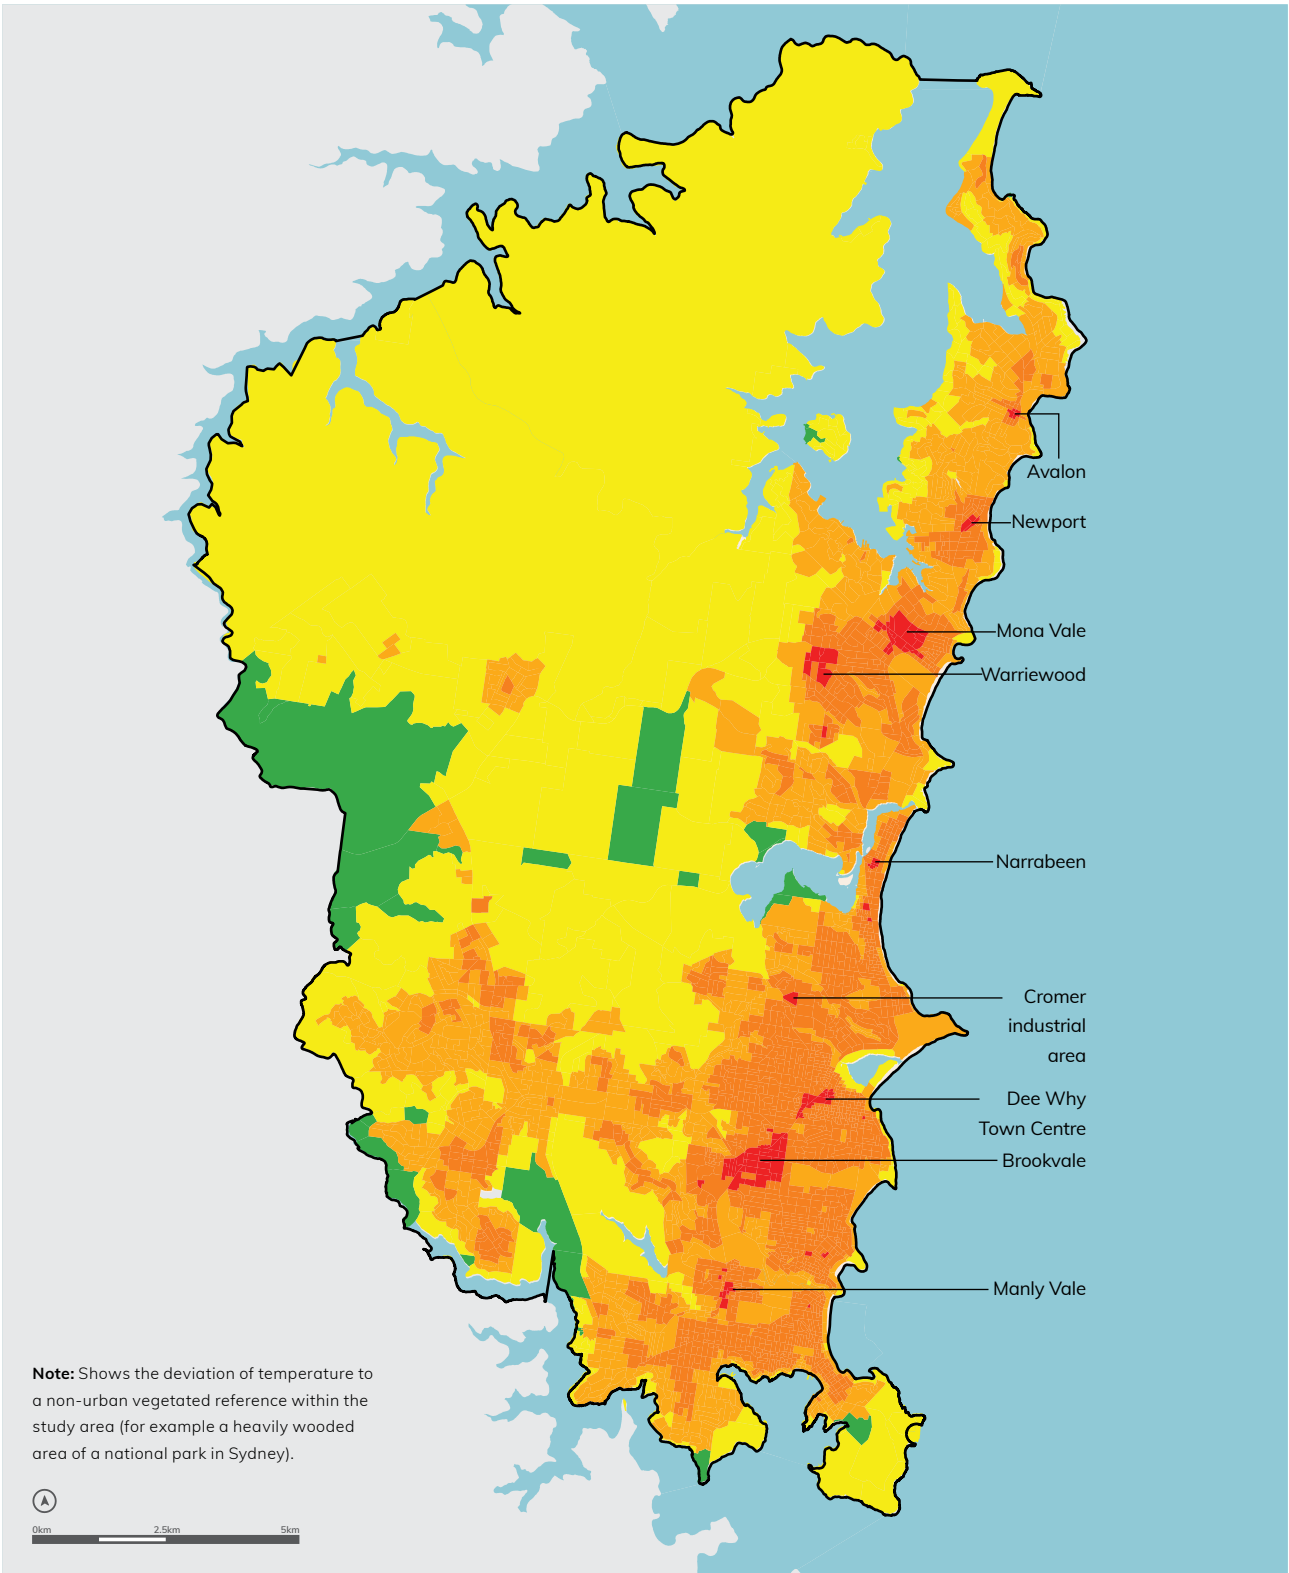 Avalon
Newport
Mona Vale
Warriewood
Narrabeen
Cromer
industrial
area
Dee Why
Town Centre
Brookvale
Manly Vale
Note: Shows the deviation of temperature to
a non-urban vegetated reference within the
study area (for example a heavily wooded
area of a national park in Sydney).
0km 2.5km 5km